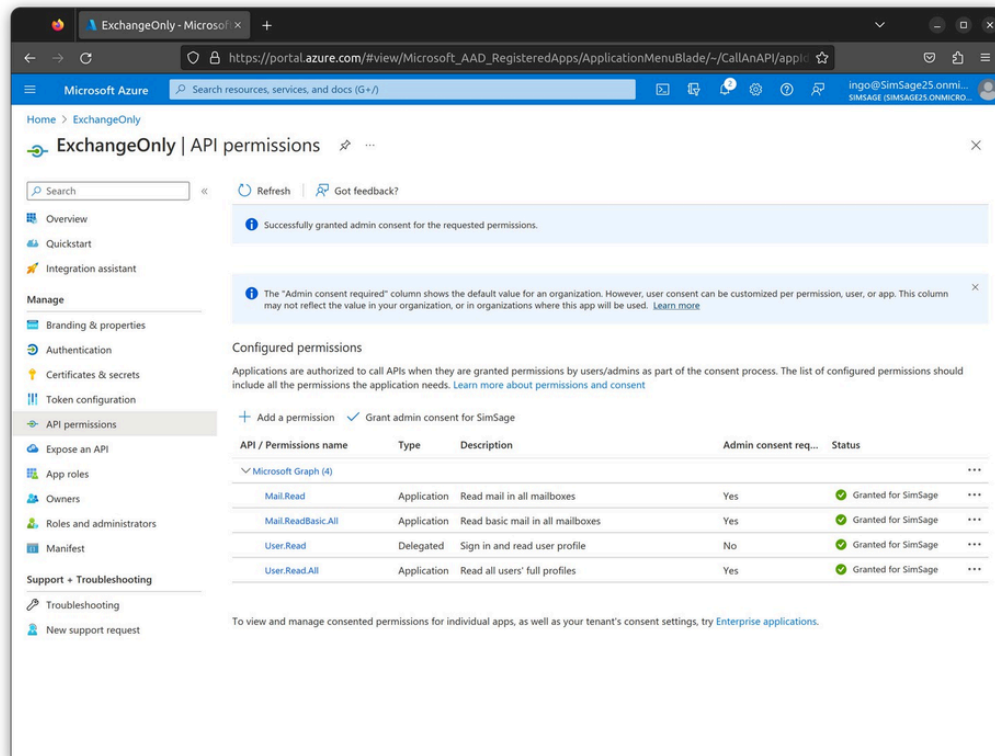 ExchangeOnly - Microsof
https://portal.azure.com/#view/Microsoft_AAD_RegisteredApps/ApplicationMenuBlade/~/CallAnAPI/appId
Microsoft Azure
Search resources, services, and docs (G+/)
2
ingo@SimSage25.onmi...
SIMSAGE (SIMSAGE25.ONMICRO...
Home > ExchangeOnly
ExchangeOnly | API permissions
Search
«
Refresh
Got feedback?
Overview
Quickstart
Integration assistant
Manage
Branding & properties
Authentication
Certificates & secrets
Token configuration
API permissions
Expose an API
App roles
Owners
Roles and administrators
Manifest
Support + Troubleshooting
Troubleshooting
New support request
Successfully granted admin consent for the requested permissions.
The "Admin consent required" column shows the default value for an organization. However, user consent can be customized per permission, user, or app. This column
may not reflect the value in your organization, or in organizations where this app will be used. Learn more
Configured permissions
Applications are authorized to call APIs when they are granted permissions by users/admins as part of the consent process. The list of configured permissions should
include all the permissions the application needs. Learn more about permissions and consent
Add a permission Grant admin consent for SimSage
API / Permissions name Type Description Admin consent req... Status
Microsoft Graph (4)
Mail.Read Application Read mail in all mailboxes Yes Granted for SimSage
Mail.ReadBasic.All Application Read basic mail in all mailboxes Yes Granted for SimSage
User.Read Delegated Sign in and read user profile No Granted for SimSage
User.Read.All Application Read all users' full profiles Yes Granted for SimSage
To view and manage consented permissions for individual apps, as well as your tenant's consent settings, try Enterprise applications.